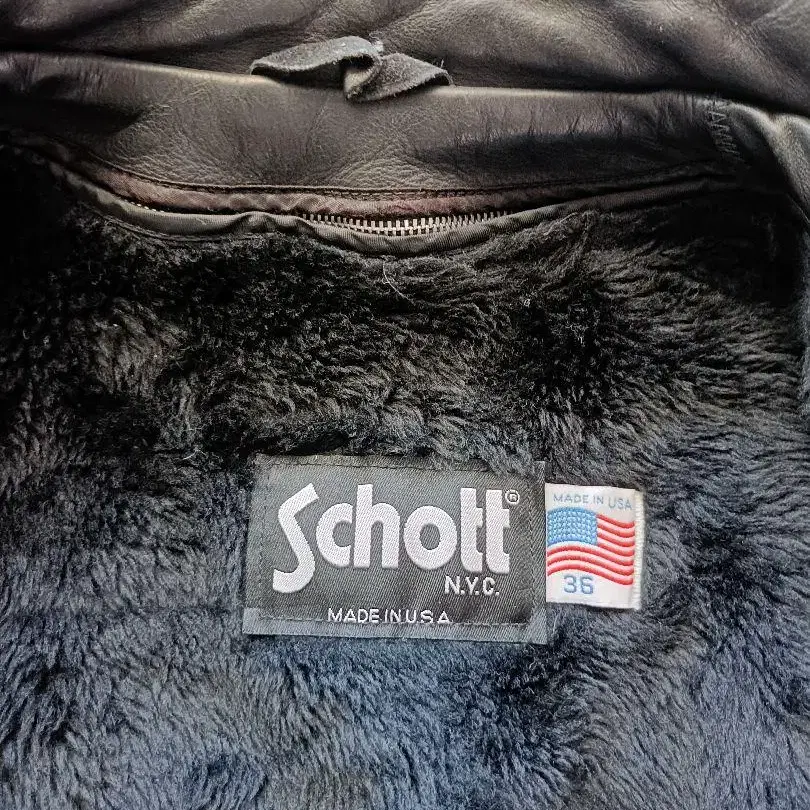 Schott®
N.Y.C.
MADE IN U.S.A.
MADE IN USA
36